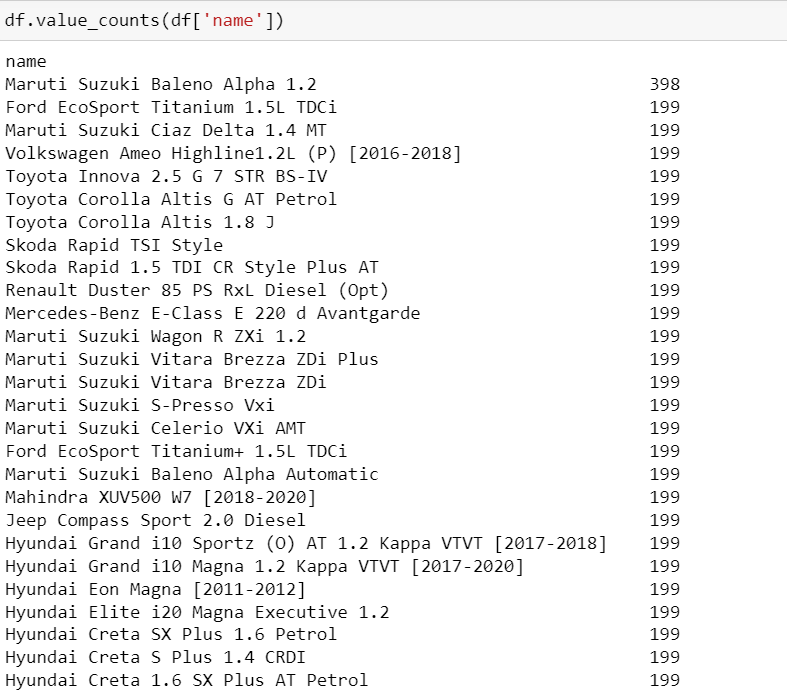 df.value_counts(df['name'])
name
Maruti Suzuki Baleno Alpha 1.2 398
Ford EcoSport Titanium 1.5L TDCi 199
Maruti Suzuki Ciaz Delta 1.4 MT 199
Volkswagen Ameo Highline1.2L (P) [2016-2018] 199
Toyota Innova 2.5 G 7 STR BS-IV 199
Toyota Corolla Altis G AT Petrol 199
Toyota Corolla Altis 1.8 J 199
Skoda Rapid TSI Style 199
Skoda Rapid 1.5 TDI CR Style Plus AT 199
Renault Duster 85 PS RxL Diesel (Opt) 199
Mercedes-Benz E-Class E 220 d Avantgarde 199
Maruti Suzuki Wagon R ZXi 1.2 199
Maruti Suzuki Vitara Brezza ZDi Plus 199
Maruti Suzuki Vitara Brezza ZDi 199
Maruti Suzuki S-Presso Vxi 199
Maruti Suzuki Celerio VXi AMT 199
Ford EcoSport Titanium+ 1.5L TDCi 199
Maruti Suzuki Baleno Alpha Automatic 199
Mahindra XUV500 W7 [2018-2020] 199
Jeep Compass Sport 2.0 Diesel 199
Hyundai Grand i10 Sportz (O) AT 1.2 Kappa VTVT [2017-2018] 199
Hyundai Grand i10 Magna 1.2 Kappa VTVT [2017-2020] 199
Hyundai Eon Magna [2011-2012] 199
Hyundai Elite i20 Magna Executive 1.2 199
Hyundai Creta SX Plus 1.6 Petrol 199
Hyundai Creta S Plus 1.4 CRDI 199
Hyundai Creta 1.6 SX Plus AT Petrol 199